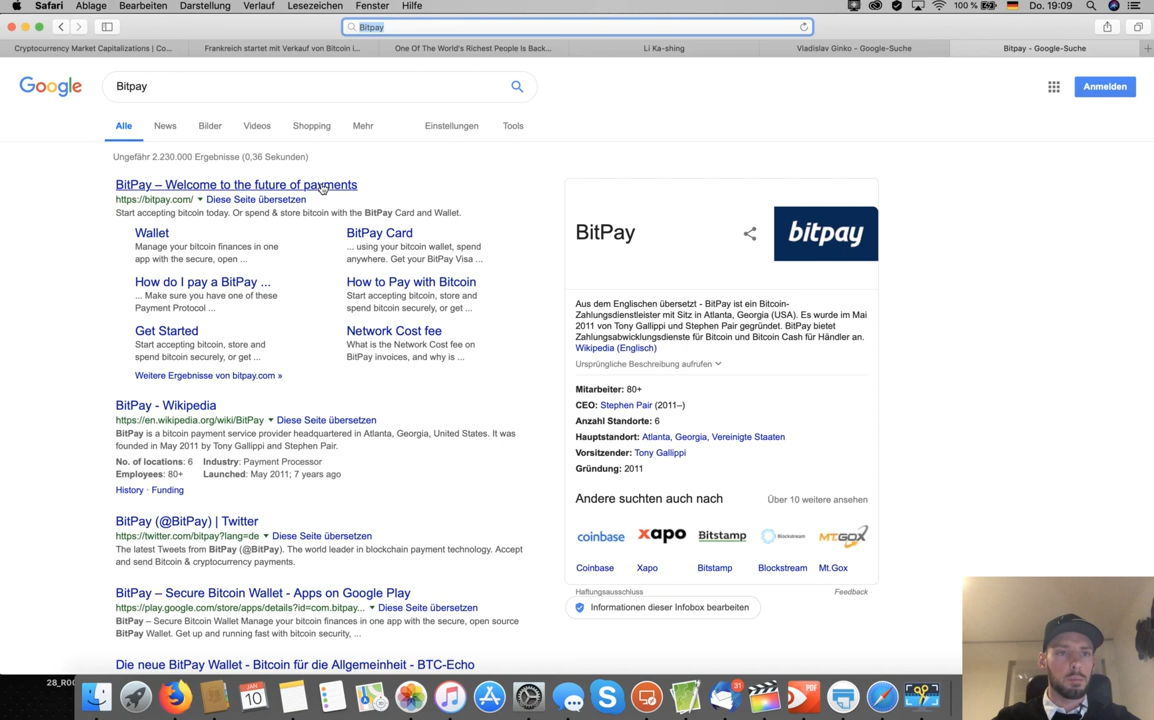 Safari Ablage Bearbeiten Darstellung Verlauf Lesezeichen Fenster Hilfe 100 % Do. 19:09
Bitpay
Cryptocurrency Market Capitalizations | Co... Frankreich startet mit Verkauf von Bitcoin i... One Of The World's Richest People Is Back... Li Ka-shing Vladislav Ginko - Google-Suche Bitpay - Google-Suche
Google Bitpay Anmelden
Alle News Bilder Videos Shopping Mehr Einstellungen Tools
Ungefähr 2.230.000 Ergebnisse (0,36 Sekunden)
BitPay – Welcome to the future of payments
https://bitpay.com/ Diese Seite übersetzen
Start accepting bitcoin today. Or spend & store bitcoin with the BitPay Card and Wallet.
Wallet
Manage your bitcoin finances in one
app with the secure, open ...
BitPay Card
... using your bitcoin wallet, spend
anywhere. Get your BitPay Visa ...
How do I pay a BitPay ...
... Make sure you have one of these
Payment Protocol ...
How to Pay with Bitcoin
Start accepting bitcoin, store and
spend bitcoin securely, or get ...
Get Started
Start accepting bitcoin, store and
spend bitcoin securely, or get ...
Network Cost fee
What is the Network Cost fee on
BitPay invoices, and why is ...
Weitere Ergebnisse von bitpay.com »
BitPay - Wikipedia
https://en.wikipedia.org/wiki/BitPay Diese Seite übersetzen
BitPay is a bitcoin payment service provider headquartered in Atlanta, Georgia, United States. It was
founded in May 2011 by Tony Gallippi and Stephen Pair.
No. of locations: 6 Industry: Payment Processor
Employees: 80+ Launched: May 2011; 7 years ago
History · Funding
BitPay (@BitPay) | Twitter
https://twitter.com/bitpay?lang=de Diese Seite übersetzen
The latest Tweets from BitPay (@BitPay). The world leader in blockchain payment technology. Accept
and send Bitcoin & cryptocurrency payments.
BitPay – Secure Bitcoin Wallet - Apps on Google Play
https://play.google.com/store/apps/details?id=com.bitpay... Diese Seite übersetzen
BitPay – Secure Bitcoin Wallet Manage your bitcoin finances in one app with the secure, open source
BitPay Wallet. Get up and running fast with bitcoin security, ...
Die neue BitPay Wallet - Bitcoin für die Allgemeinheit - BTC-Echo
BitPay
bitpay
Aus dem Englischen übersetzt - BitPay ist ein Bitcoin-
Zahlungsdienstleister mit Sitz in Atlanta, Georgia (USA). Es wurde im Mai
2011 von Tony Gallippi und Stephen Pair gegründet. BitPay bietet
Zahlungsabwicklungsdienste für Bitcoin und Bitcoin Cash für Händler an.
Wikipedia (Englisch)
Ursprüngliche Beschreibung aufrufen
Mitarbeiter: 80+
CEO: Stephen Pair (2011–)
Anzahl Standorte: 6
Hauptstandort: Atlanta, Georgia, Vereinigte Staaten
Vorsitzender: Tony Gallippi
Gründung: 2011
Andere suchten auch nach Über 10 weitere ansehen
coinbase xapo Bitstamp Blockstream MT.GOX
Coinbase Xapo Bitstamp Blockstream Mt.Gox
Haftungsausschluss Feedback
Informationen dieser Infobox bearbeiten
JAN
10
31
PDF